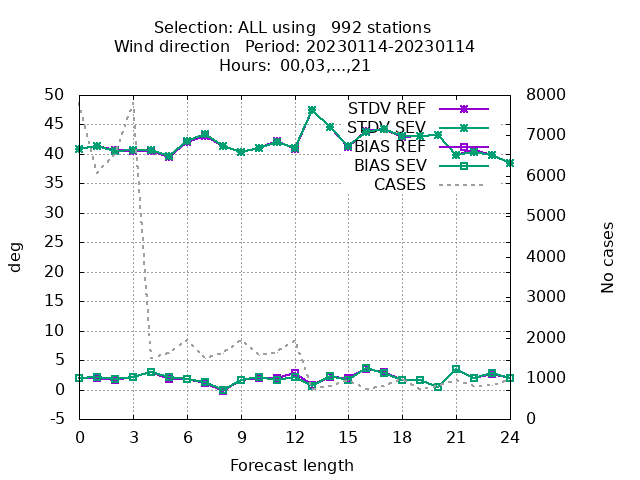 Selection: ALL using   992 stations
Wind direction   Period: 20230114-20230114
Hours: 00,03,...,21
STDV REF
STDV SEV
BIAS REF
BIAS SEV
CASES
50
45
40
35
30
25
20
15
10
5
0
-5
8000
7000
6000
5000
4000
3000
2000
1000
0
deg
No cases
0 3 6 9 12 15 18 21 24
Forecast length